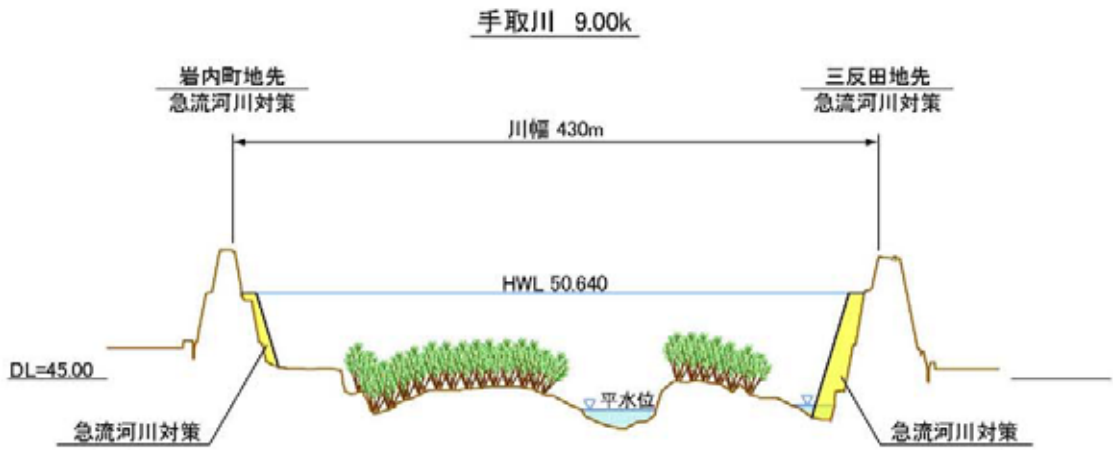 手取川 9.00k
岩内町地先
急流河川対策
三反田地先
急流河川対策
川幅 430m
HWL 50.640
DL=45.00
平水位
急流河川対策
急流河川対策